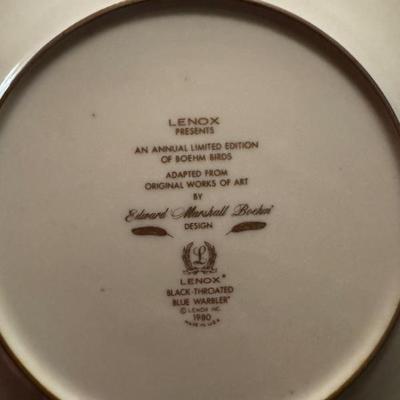 LENOX
PRESENTS
AN ANNUAL LIMITED EDITION
OF BOEHM BIRDS
ADAPTED FROM
ORIGINAL WORKS OF ART
BY
Edward Marshall Boehm
DESIGN
L
LENOX®
BLACK-THROATED
BLUE WARBLER
© LENOX INC.
1980
MADE IN U.S.A.